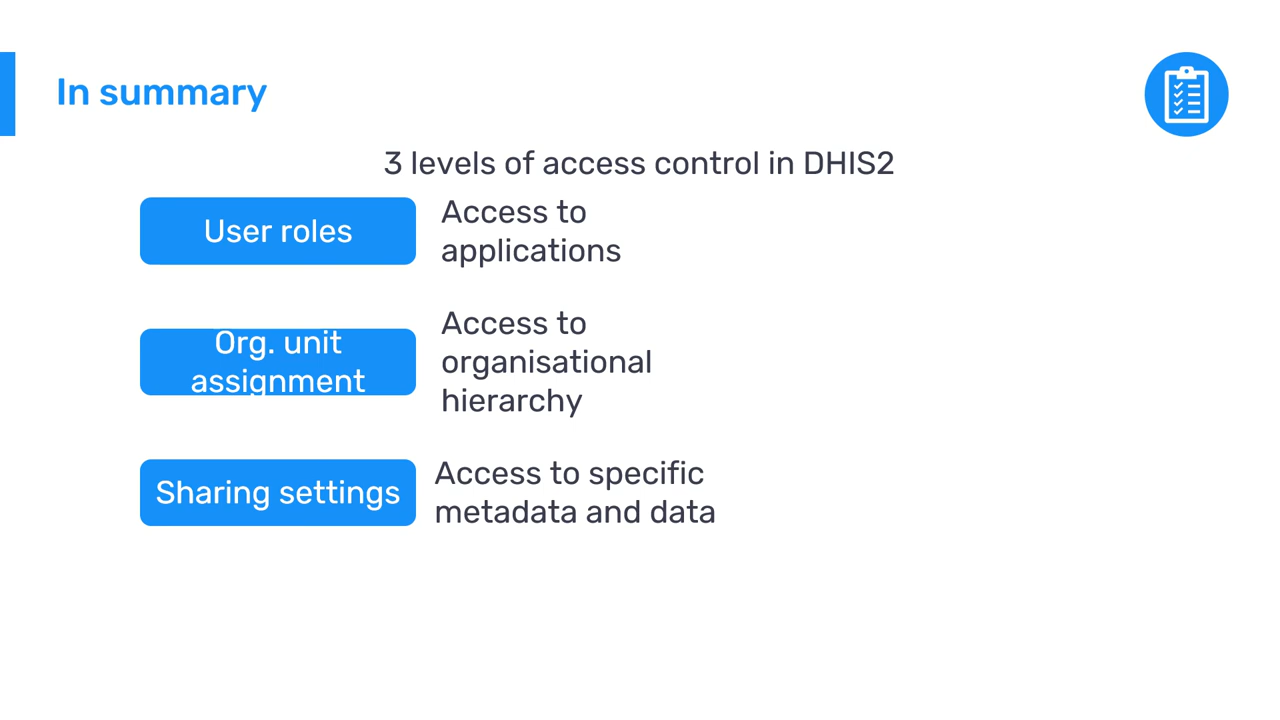 In summary
3 levels of access control in DHIS2
User roles
Access to
applications
Org. unit
assignment
Access to
organisational
hierarchy
Sharing settings
Access to specific
metadata and data